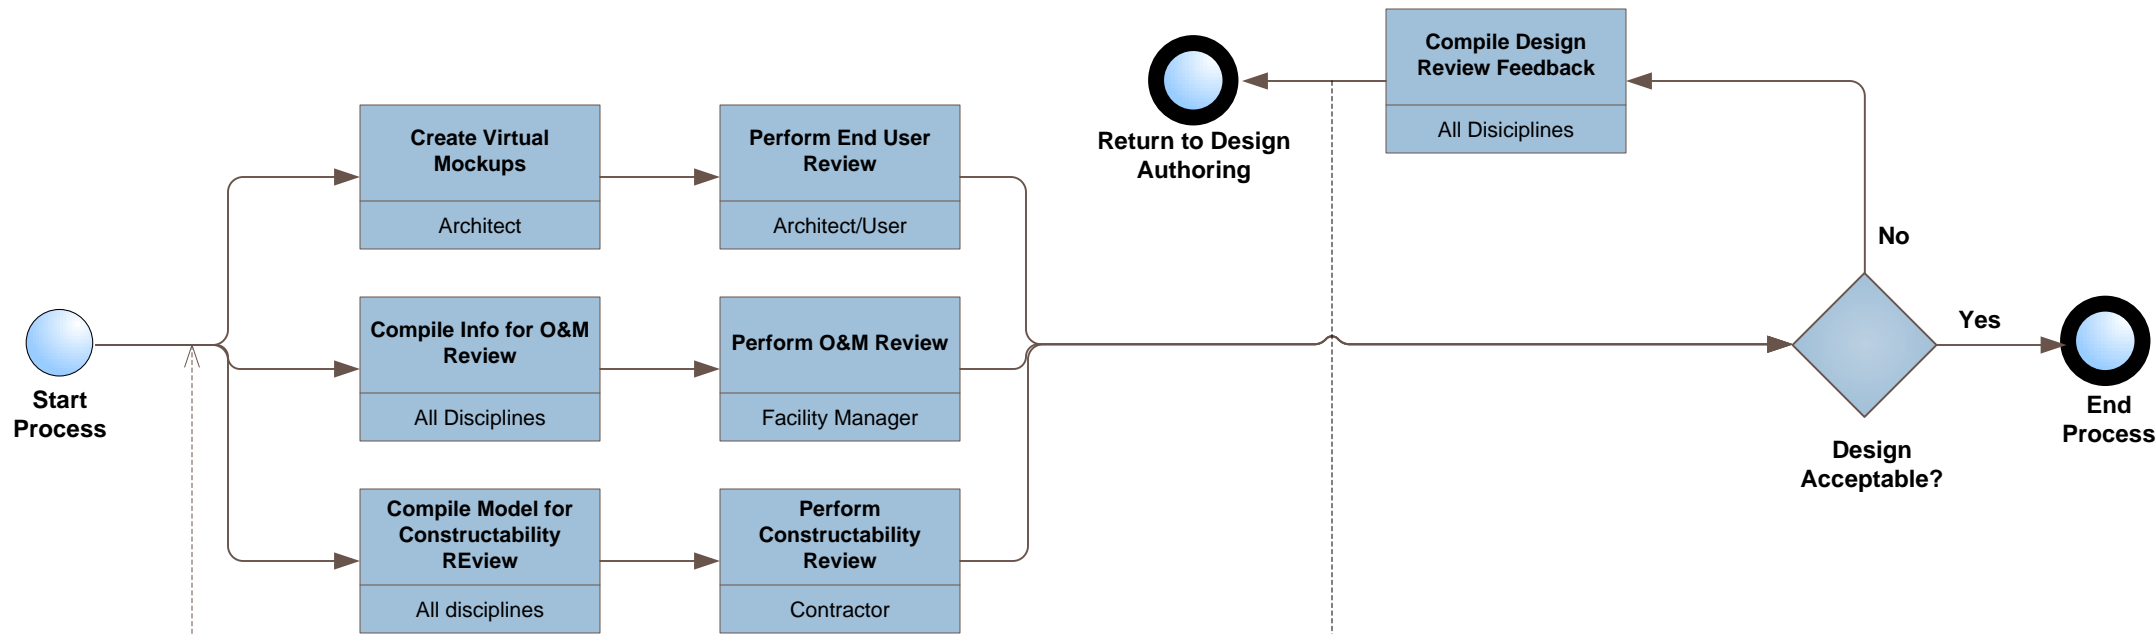 Start
Process
Create Virtual
Mockups
Architect
Perform End User
Review
Architect/User
Compile Info for O&M
Review
All Disciplines
Perform O&M Review
Facility Manager
Compile Model for
Constructability
REview
All disciplines
Perform
Constructability
Review
Contractor
Return to Design
Authoring
Compile Design
Review Feedback
All Disiciplines
No
Yes
Design
Acceptable?
End
Process